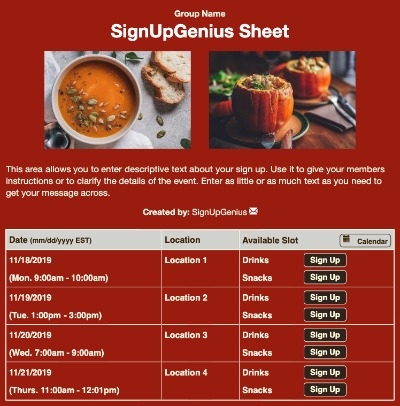 Group Name
SignUpGenius Sheet
This area allows you to enter descriptive text about your sign up. Use it to give your members
instructions or to clarify the details of the event. Enter as little or as much text as you need to
get your message across.
Created by: SignUpGenius
Date (mm/dd/yyyy EST) Location Available Slot Calendar
11/18/2019 Location 1 Drinks Sign Up
(Mon. 9:00am - 10:00am) Snacks Sign Up
11/19/2019 Location 2 Drinks Sign Up
(Tue. 1:00pm - 3:00pm) Snacks Sign Up
11/20/2019 Location 3 Drinks Sign Up
(Wed. 7:00am - 9:00am) Snacks Sign Up
11/21/2019 Location 4 Drinks Sign Up
(Thurs. 11:00am - 12:01pm) Snacks Sign Up